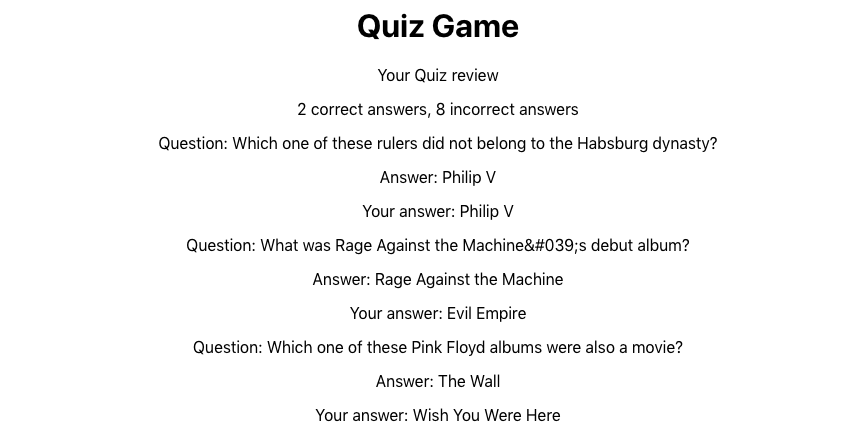 Quiz Game
Your Quiz review
2 correct answers, 8 incorrect answers
Question: Which one of these rulers did not belong to the Habsburg dynasty?
Answer: Philip V
Your answer: Philip V
Question: What was Rage Against the Machine&#039;s debut album?
Answer: Rage Against the Machine
Your answer: Evil Empire
Question: Which one of these Pink Floyd albums were also a movie?
Answer: The Wall
Your answer: Wish You Were Here